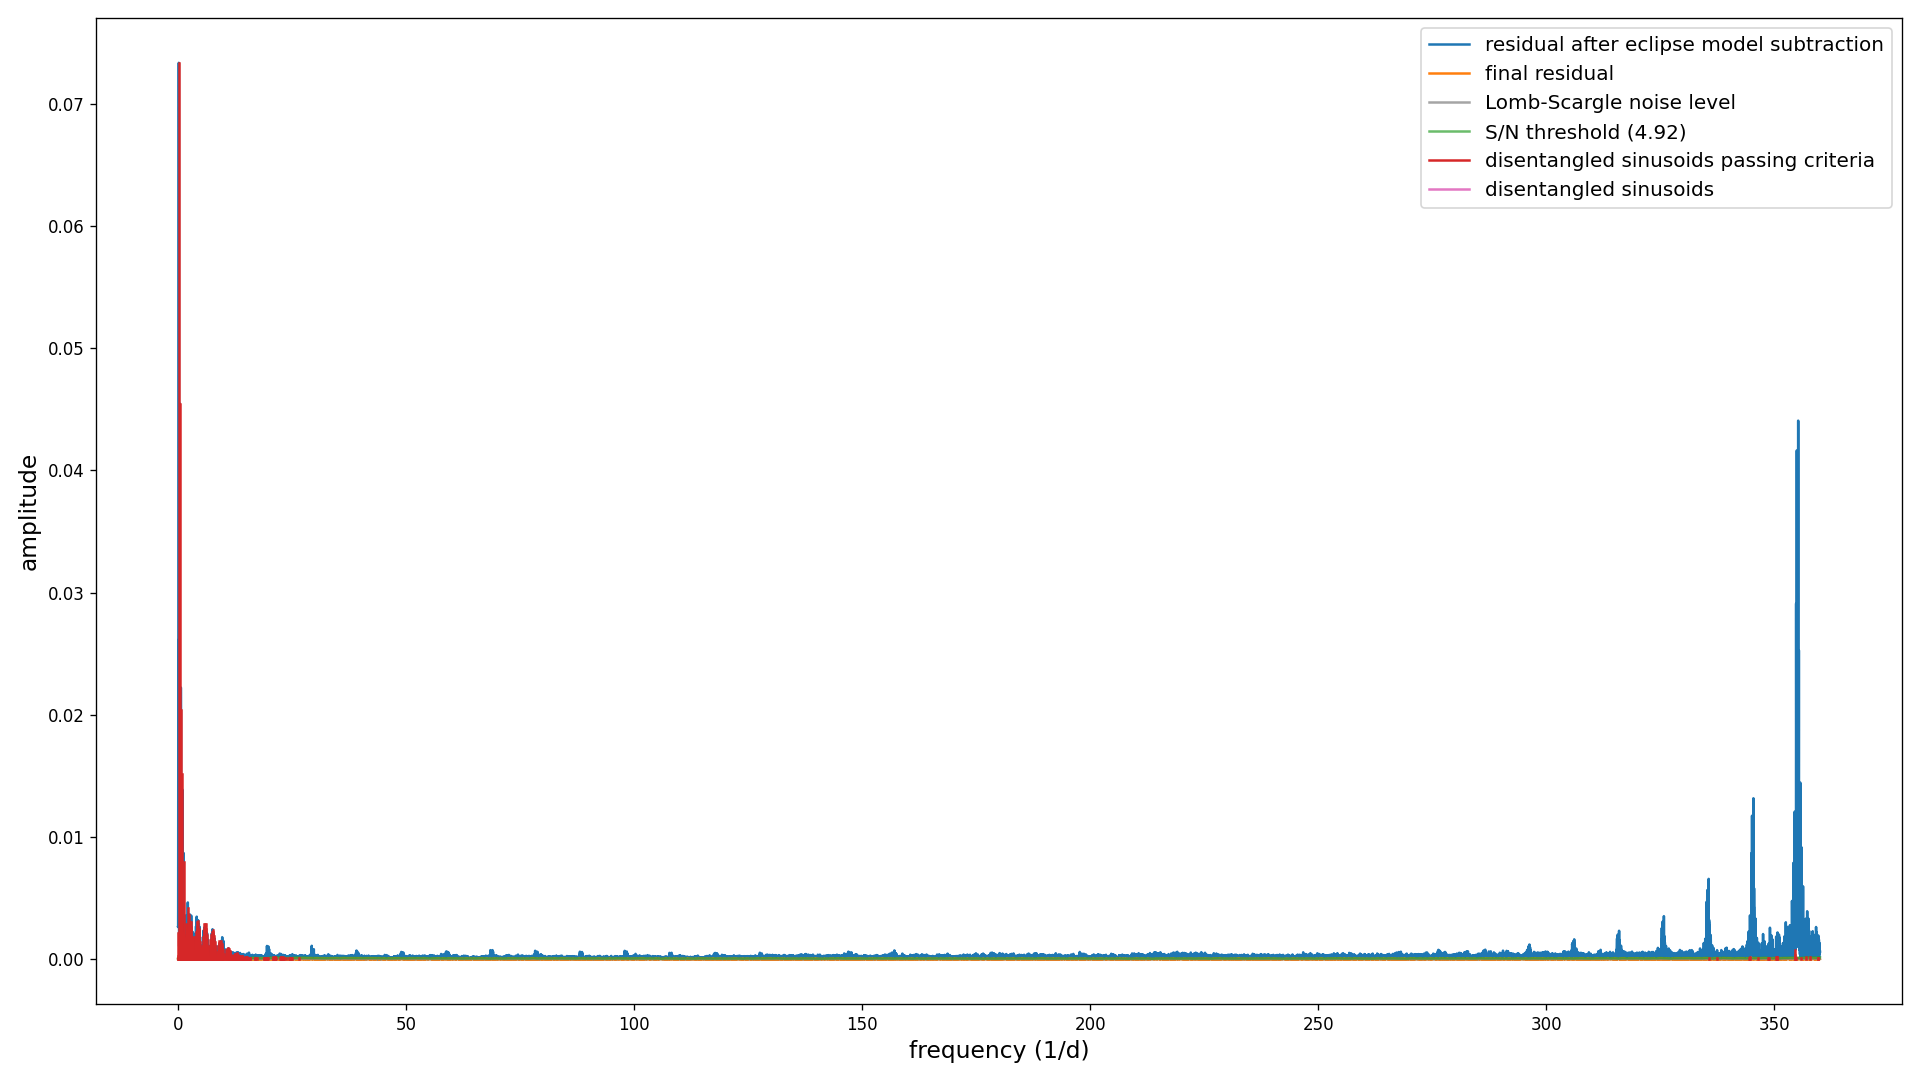 residual after eclipse model subtraction
final residual
Lomb-Scargle noise level
S/N threshold (4.92)
disentangled sinusoids passing criteria
disentangled sinusoids
0.07
0.06
0.05
0.04
0.03
0.02
0.01
0.00
amplitude
0 50 100 150 200 250 300 350
frequency (1/d)